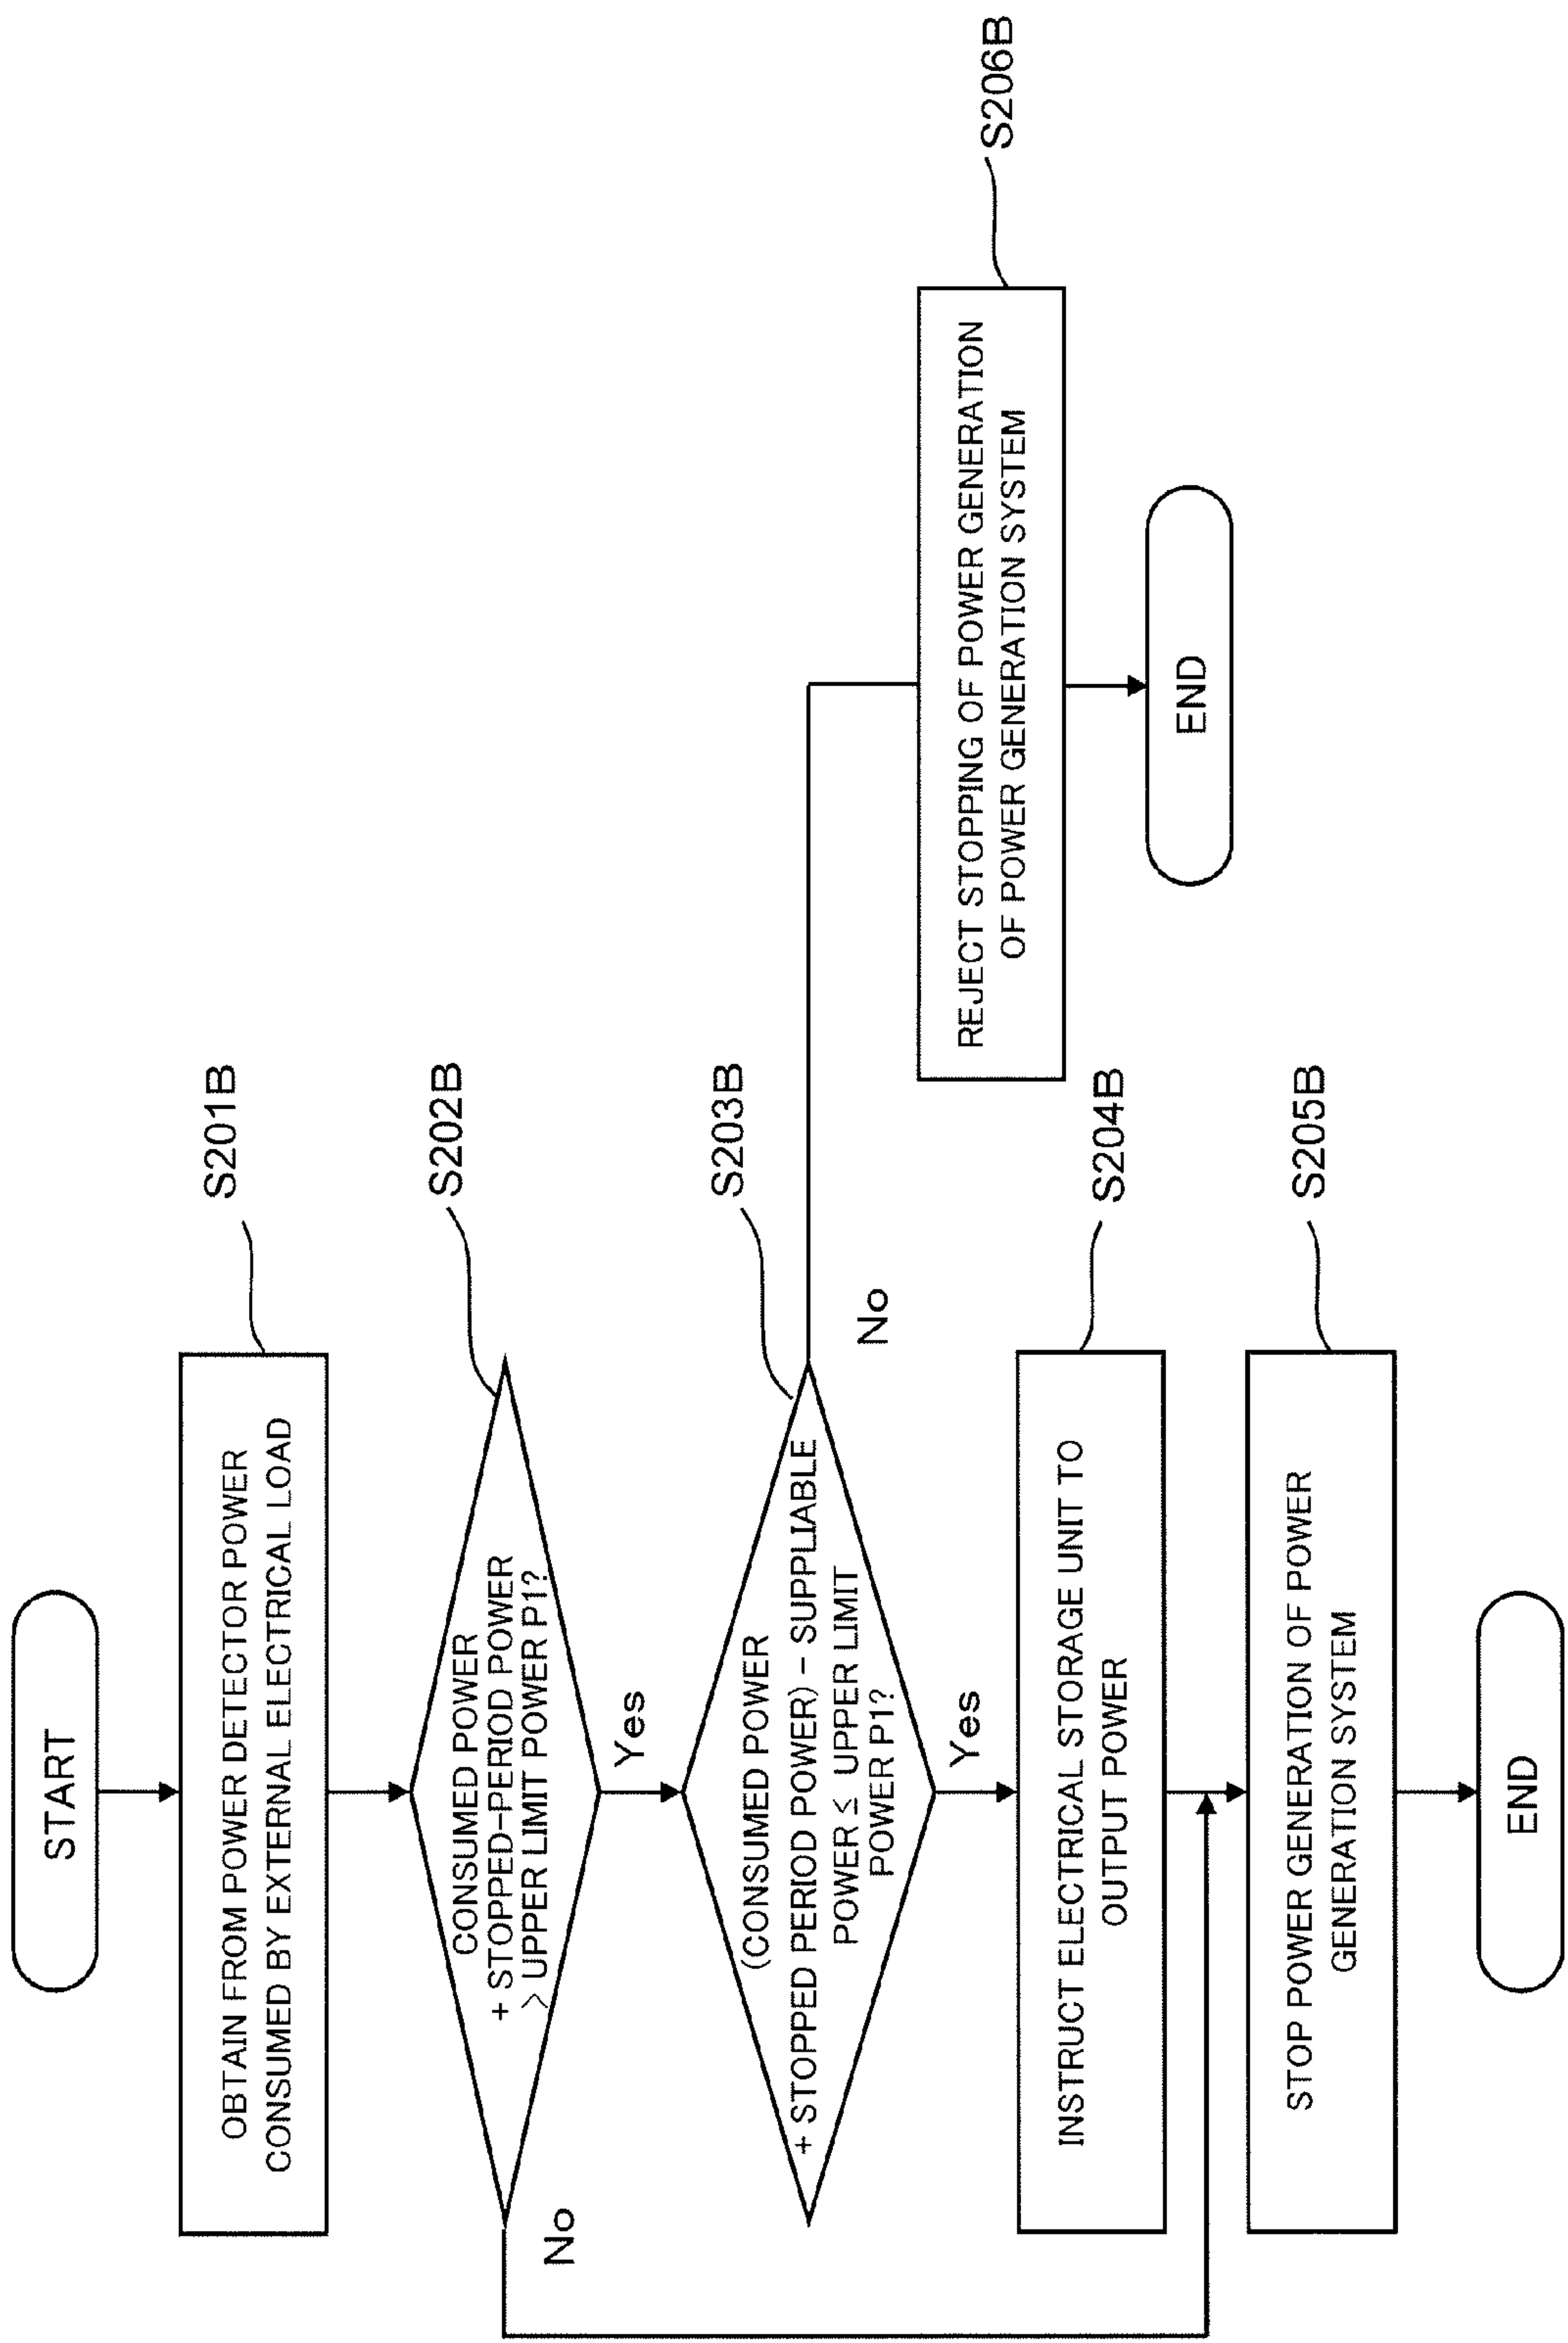 START
S201B
OBTAIN FROM POWER DETECTOR POWER
CONSUMED BY EXTERNAL ELECTRICAL LOAD
S202B
CONSUMED POWER
+ STOPPED-PERIOD POWER
> UPPER LIMIT POWER P1?
No
Yes
S203B
(CONSUMED POWER
+ STOPPED PERIOD POWER) - SUPPLIABLE
POWER ≤ UPPER LIMIT
POWER P1?
No
Yes
S206B
REJECT STOPPING OF POWER GENERATION
OF POWER GENERATION SYSTEM
END
S204B
INSTRUCT ELECTRICAL STORAGE UNIT TO
OUTPUT POWER
S205B
STOP POWER GENERATION OF POWER
GENERATION SYSTEM
END